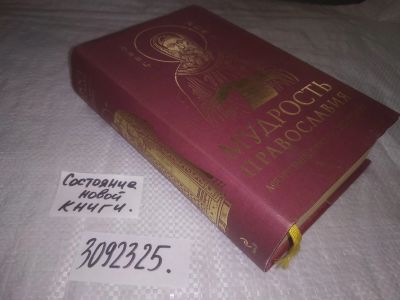 МУДРОСТЬ
ПРАВОСЛАВИЯ
Состояние
новой
книги.
3092325.